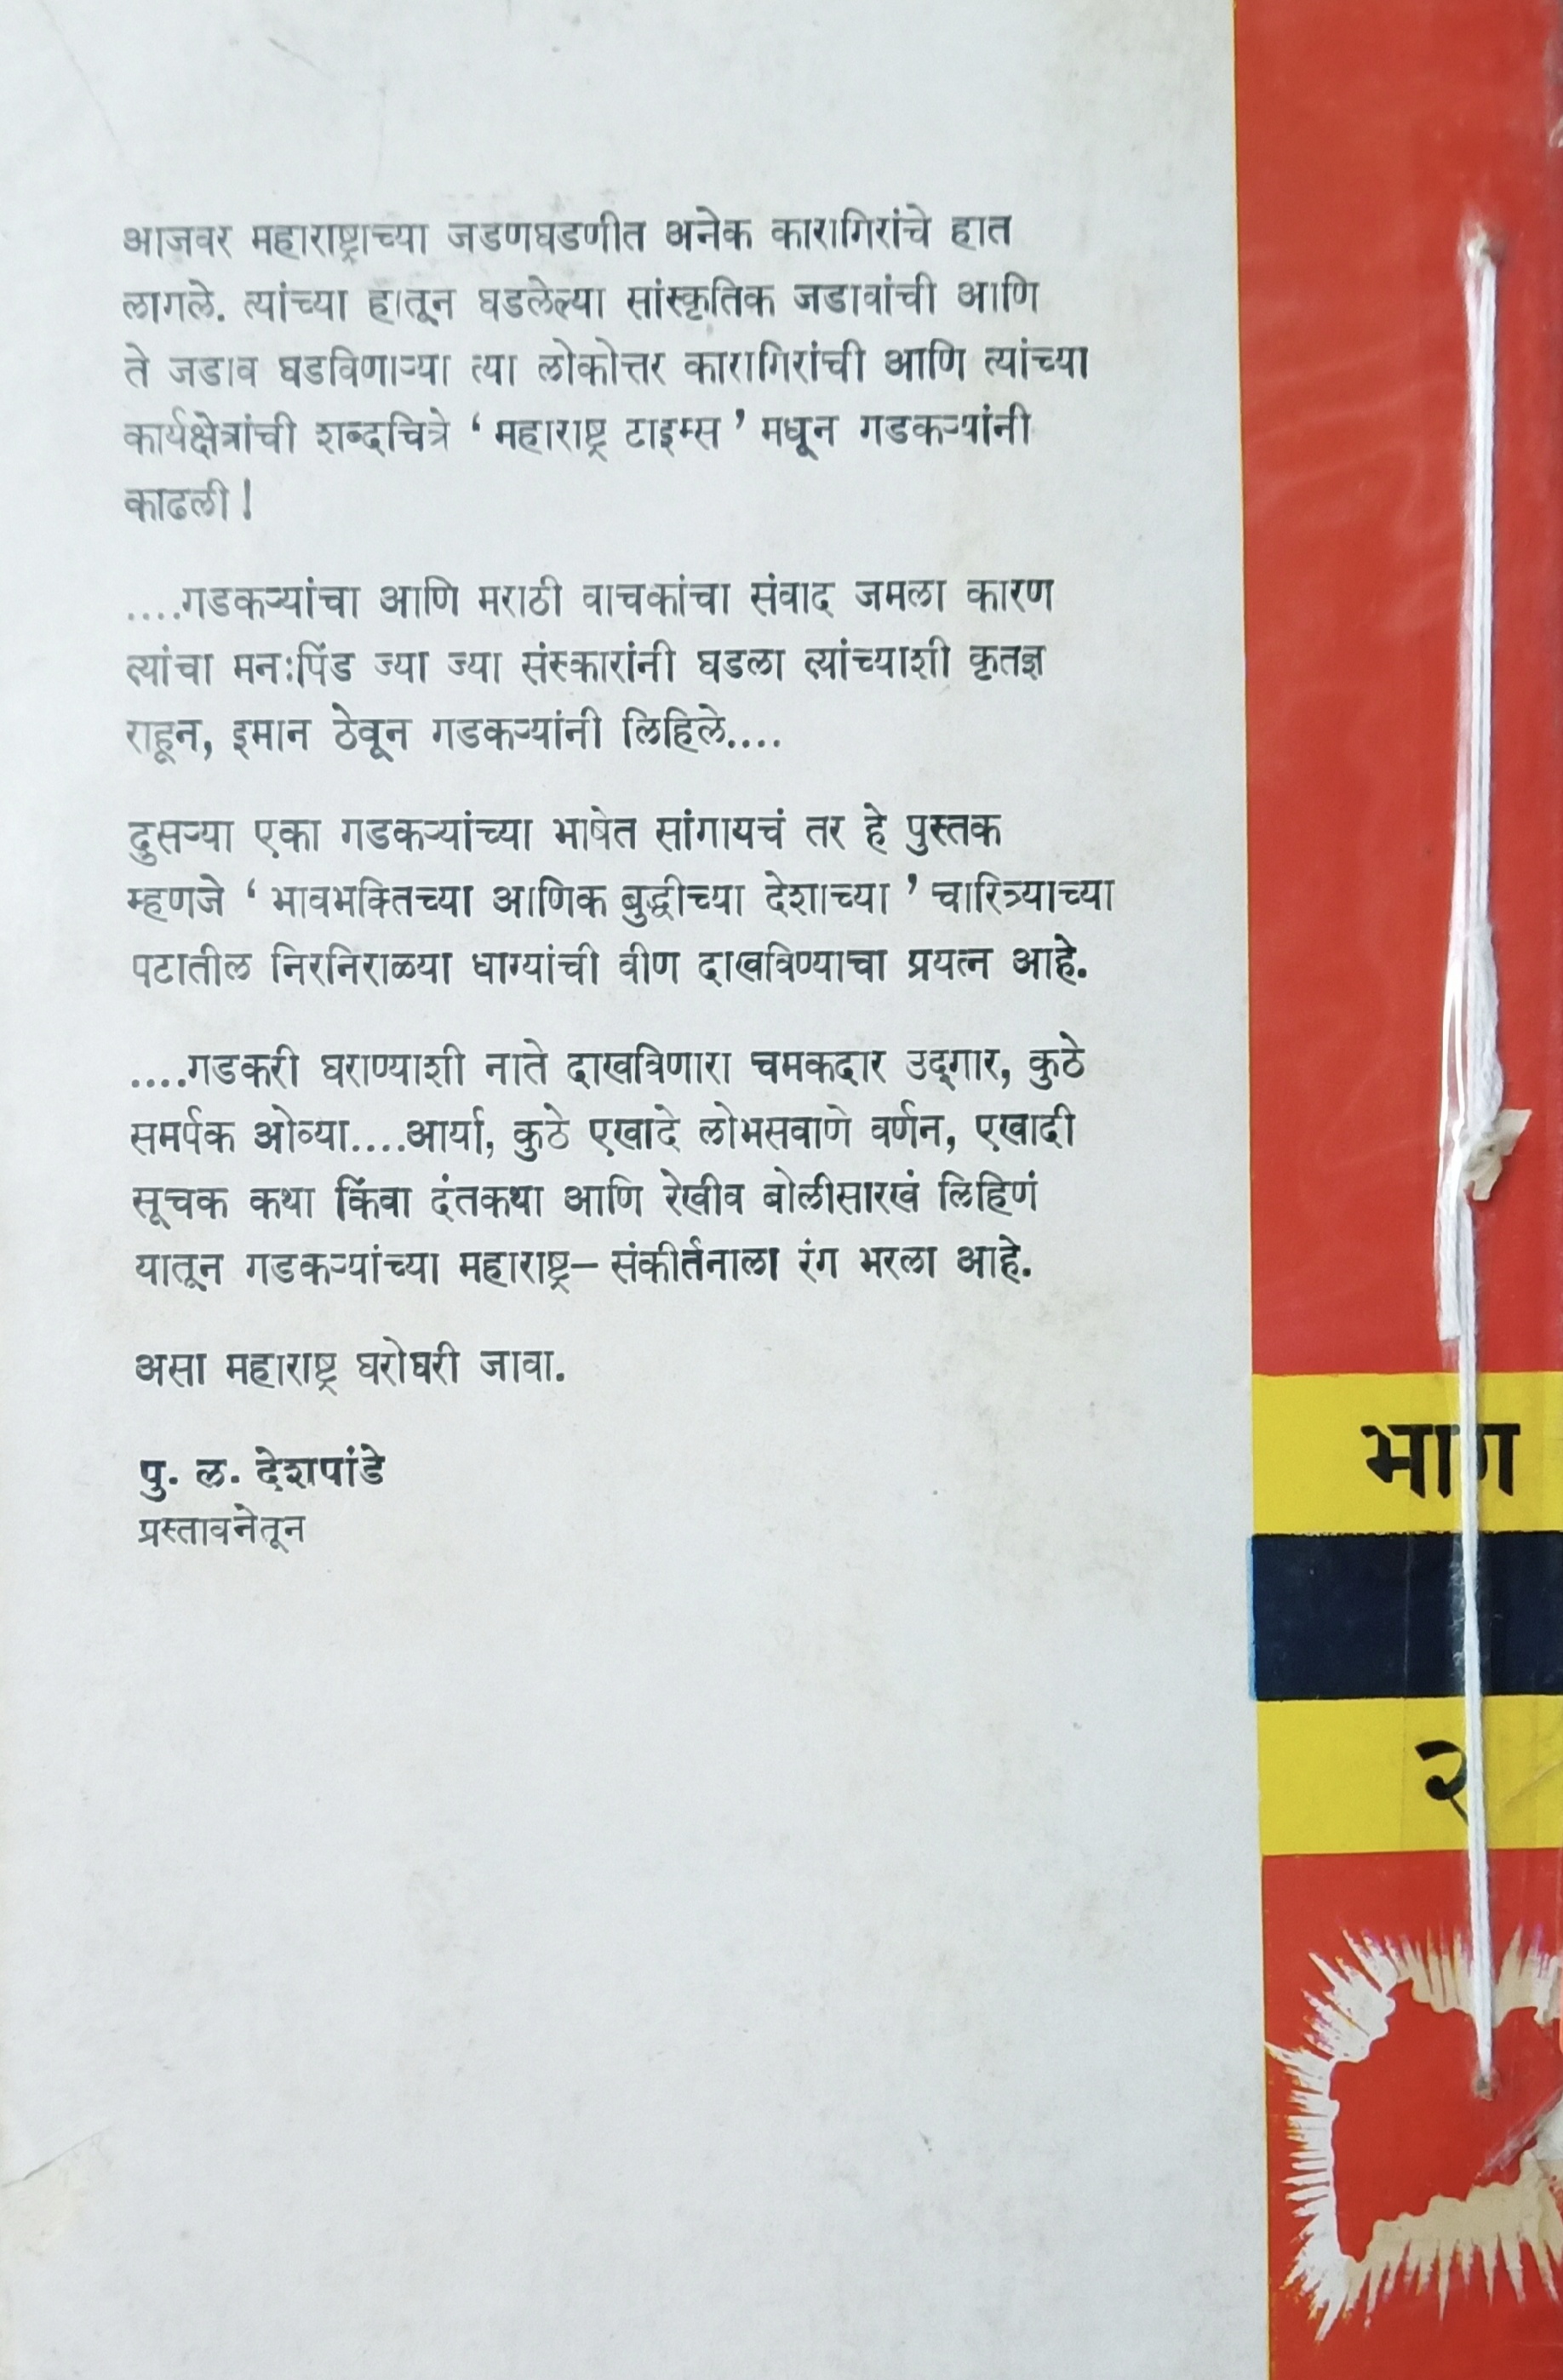 आजवर महाराष्ट्राच्या जडणघडणीत अनेक कारागिरांचे हात
लागले. त्यांच्या हातून घडलेल्या सांस्कृतिक जडावांची आणि
ते जडाव घडविणाऱ्या त्या लोकोत्तर कारागिरांची आणि त्यांच्या
कार्यक्षेत्रांची शब्दचित्रे ‘ महाराष्ट्र टाइम्स ’ मधून गडकऱ्यांनी
काढली !
....गडकऱ्यांचा आणि मराठी वाचकांचा संवाद जमला कारण
त्यांचा मनःपिंड ज्या ज्या संस्कारांनी घडला त्यांच्याशी कृतज्ञ
राहून, इमान ठेवून गडकऱ्यांनी लिहिले....
दुसऱ्या एका गडकऱ्यांच्या भाषेत सांगायचं तर हे पुस्तक
म्हणजे ‘ भावभक्तिच्या आणिक बुद्धीच्या देशाच्या ’ चारित्र्याच्या
पटातील निरनिराळया धाग्यांची वीण दाखविण्याचा प्रयत्न आहे.
....गडकरी घराण्याशी नाते दाखविणारा चमकदार उद्‌गार, कुठे
समर्पक ओव्या....आर्या, कुठे एखादे लोभसवाणे वर्णन, एखादी
सूचक कथा किंवा दंतकथा आणि रेखीव बोलीसारखं लिहिणं
यातून गडकऱ्यांच्या महाराष्ट्र– संकीर्तनाला रंग भरला आहे.
असा महाराष्ट्र घरोघरी जावा.
पु. ल. देशपांडे
प्रस्तावनेतून
भाग
२